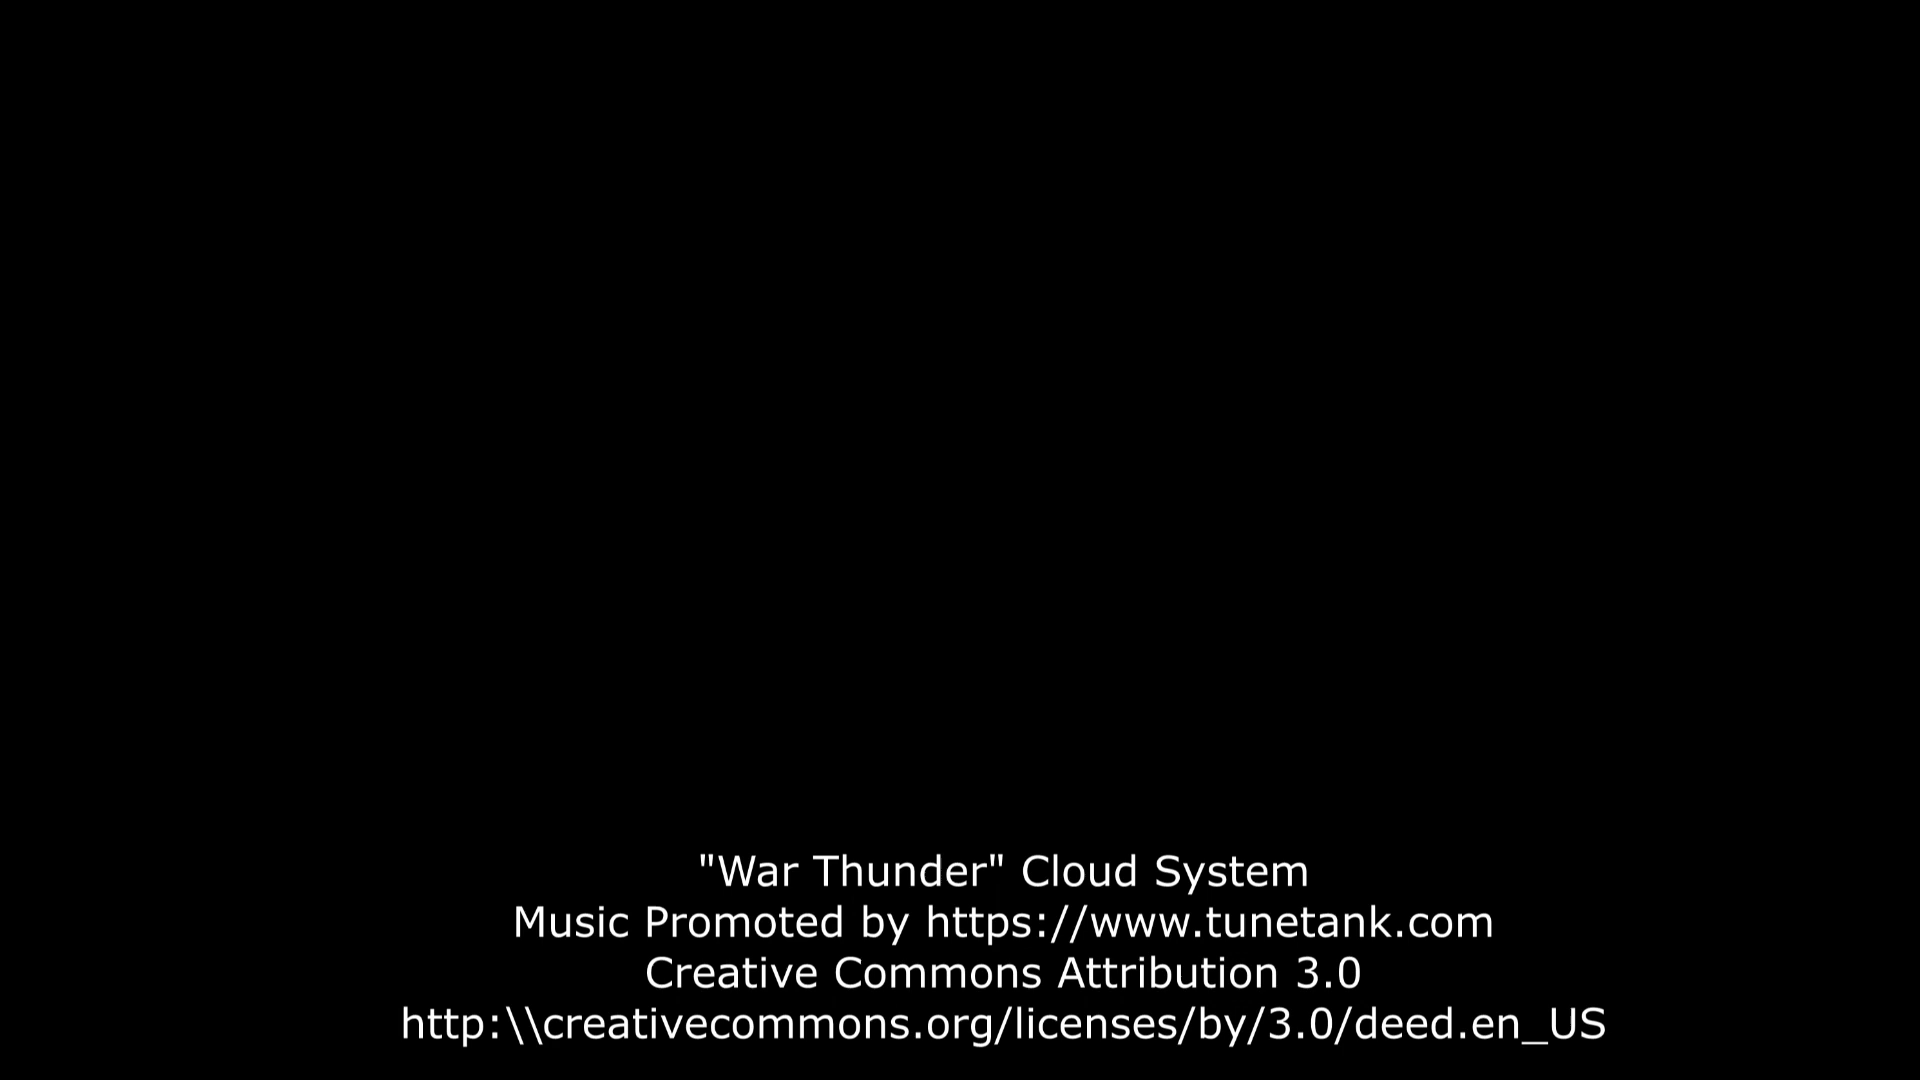 "War Thunder" Cloud System
Music Promoted by https://www.tunetank.com
Creative Commons Attribution 3.0
http:\\creativecommons.org/licenses/by/3.0/deed.en_US